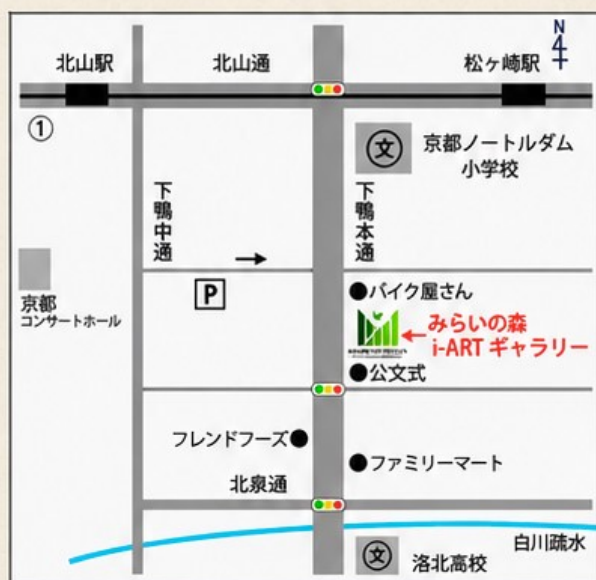 N
4
北山駅
北山通
松ヶ崎駅
①
文
京都ノートルダム
小学校
下鴨中通
下鴨本通
→
P
京都
コンサートホール
●バイク屋さん
←みらいの森
i-ART ギャラリー
●公文式
フレンドフーズ●
●ファミリーマート
北泉通
白川疏水
文
洛北高校